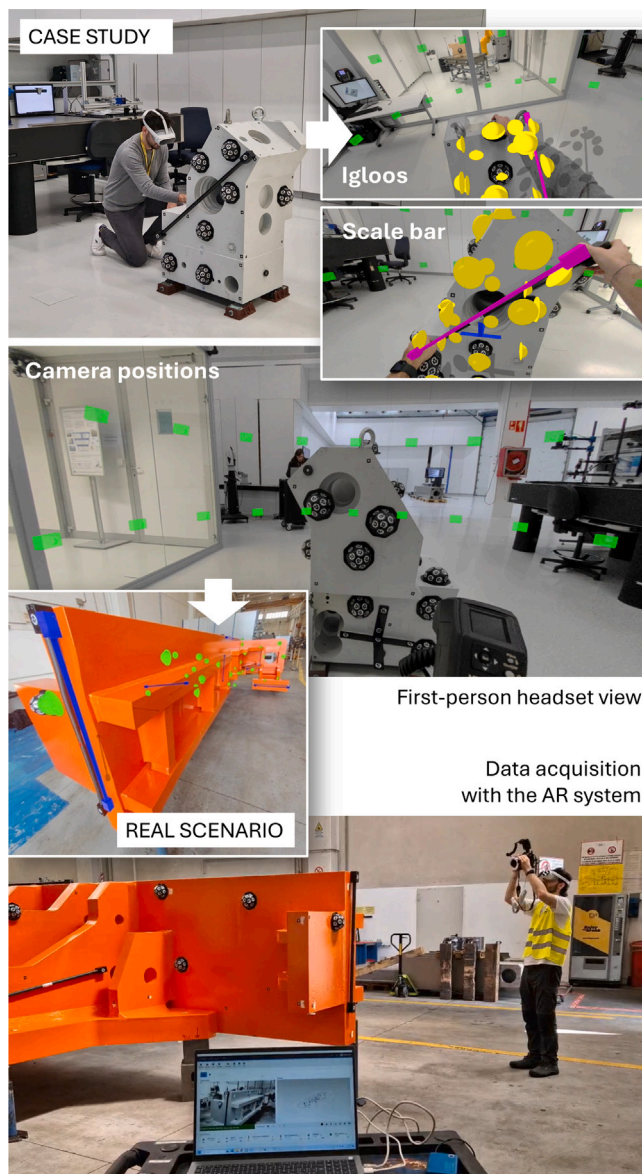 CASE STUDY
Igloos
Scale bar
Camera positions
REAL SCENARIO
First-person headset view
Data acquisition
with the AR system